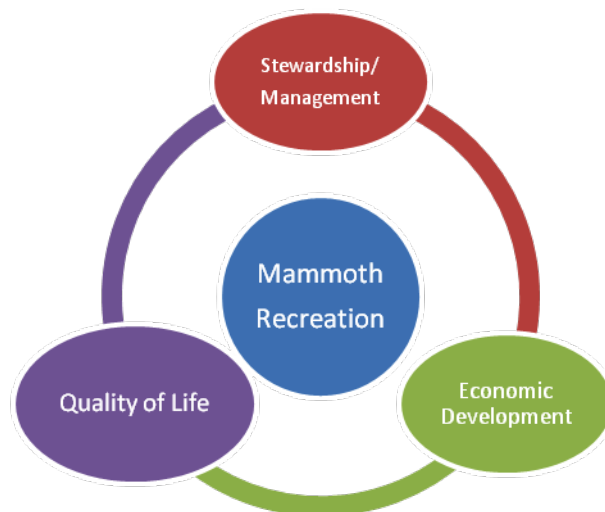 Stewardship/
Management
Mammoth
Recreation
Quality of Life
Economic
Development